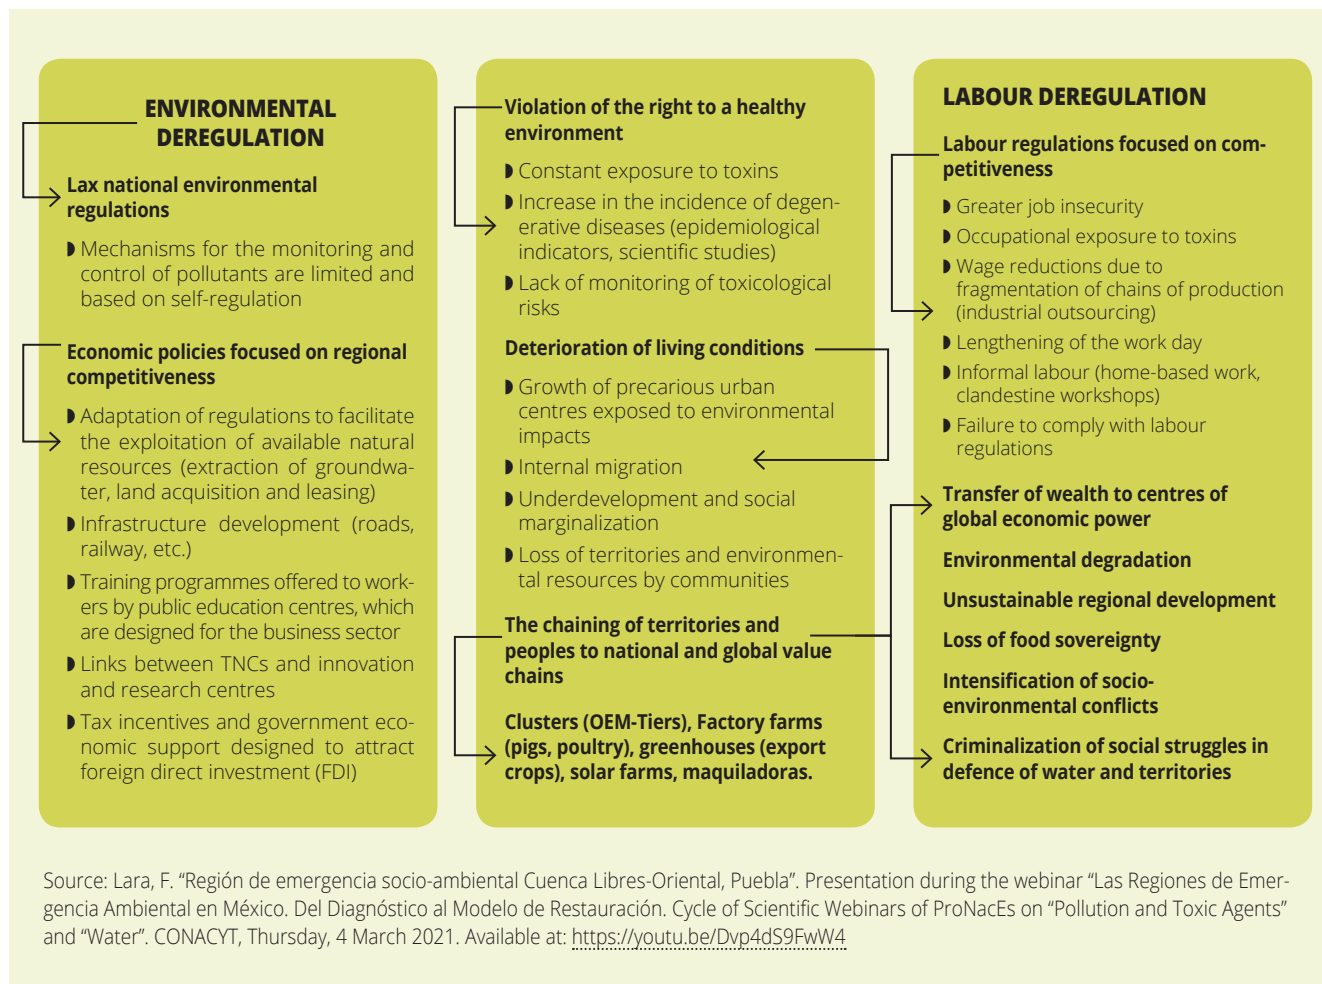 ENVIRONMENTAL
DEREGULATION
Lax national environmental
regulations
◗ Mechanisms for the monitoring and
control of pollutants are limited and
based on self-regulation
Economic policies focused on regional
competitiveness
◗ Adaptation of regulations to facilitate
the exploitation of available natural
resources (extraction of groundwa-
ter, land acquisition and leasing)
◗ Infrastructure development (roads,
railway, etc.)
◗ Training programmes offered to work-
ers by public education centres, which
are designed for the business sector
◗ Links between TNCs and innovation
and research centres
◗ Tax incentives and government eco-
nomic support designed to attract
foreign direct investment (FDI)
Violation of the right to a healthy
environment
◗ Constant exposure to toxins
◗ Increase in the incidence of degen-
erative diseases (epidemiological
indicators, scientific studies)
◗ Lack of monitoring of toxicological
risks
Deterioration of living conditions
◗ Growth of precarious urban
centres exposed to environmental
impacts
◗ Internal migration
◗ Underdevelopment and social
marginalization
◗ Loss of territories and environmen-
tal resources by communities
The chaining of territories and
peoples to national and global value
chains
Clusters (OEM-Tiers), Factory farms
(pigs, poultry), greenhouses (export
crops), solar farms, maquiladoras.
LABOUR DEREGULATION
Labour regulations focused on com-
petitiveness
◗ Greater job insecurity
◗ Occupational exposure to toxins
◗ Wage reductions due to
fragmentation of chains of production
(industrial outsourcing)
◗ Lengthening of the work day
◗ Informal labour (home-based work,
clandestine workshops)
◗ Failure to comply with labour
regulations
Transfer of wealth to centres of
global economic power
Environmental degradation
Unsustainable regional development
Loss of food sovereignty
Intensification of socio-
environmental conflicts
Criminalization of social struggles in
defence of water and territories
Source: Lara, F. “Región de emergencia socio-ambiental Cuenca Libres-Oriental, Puebla”. Presentation during the webinar “Las Regiones de Emer-
gencia Ambiental en México. Del Diagnóstico al Modelo de Restauración. Cycle of Scientific Webinars of ProNacEs on “Pollution and Toxic Agents”
and “Water”. CONACYT, Thursday, 4 March 2021. Available at: https://youtu.be/Dvp4dS9FwW4